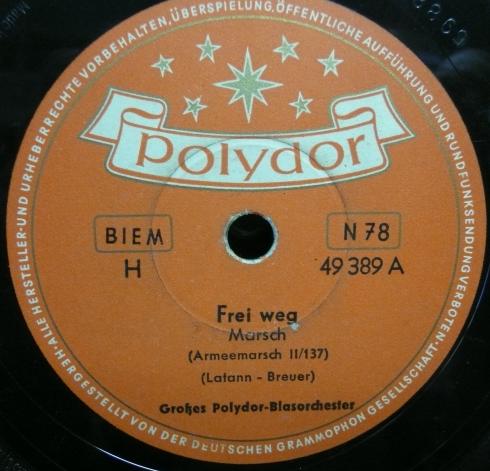 ALLE HERSTELLER- UND URHEBERRECHTE VORBEHALTEN, ÜBERSPIELUNG, ÖFFENTLICHE AUFFÜHRUNG UND RUNDFUNKSENDUNG VERBOTEN.
Polydor
BIEM
N 78
H
49 389 A
Frei weg
Marsch
(Armeemarsch II/137)
(Latann - Breuer)
Großes Polydor-Blasorchester
HERGESTELLT VON DER DEUTSCHEN GRAMMOPHON GESELLSCHAFT